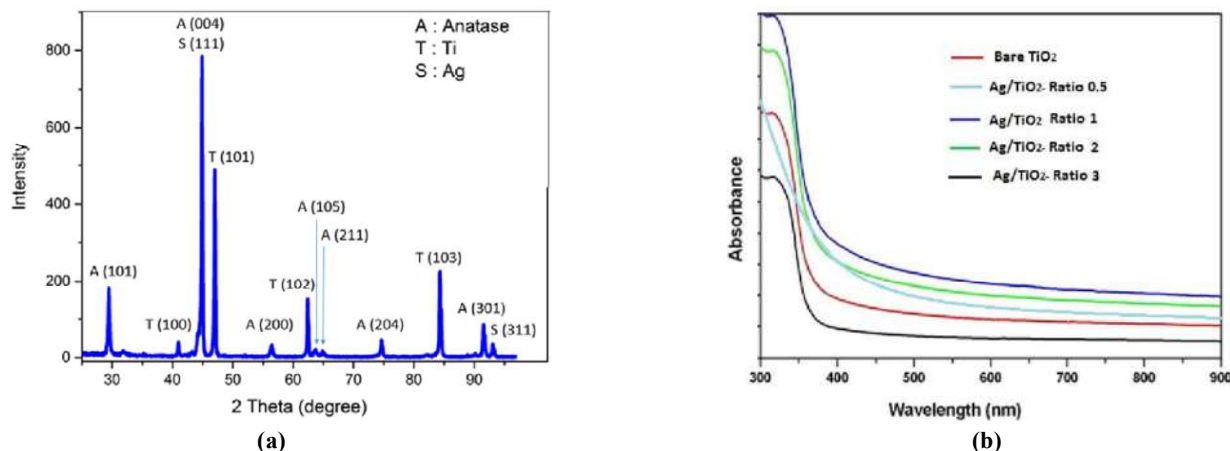 A (004)
S (111)
A : Anatase
T : Ti
S : Ag
T (101)
A (105)
A (211)
A (101)
T (100)
A (200)
T (102)
A (204)
T (103)
A (301)
S (311)
800
600
400
200
0
Intensity
30 40 50 60 70 80 90
2 Theta (degree)
(a)
Bare TiO₂
Ag/TiO₂- Ratio 0.5
Ag/TiO₂ Ratio 1
Ag/TiO₂- Ratio 2
Ag/TiO₂- Ratio 3
Absorbance
300 400 500 600 700 800 900
Wavelength (nm)
(b)